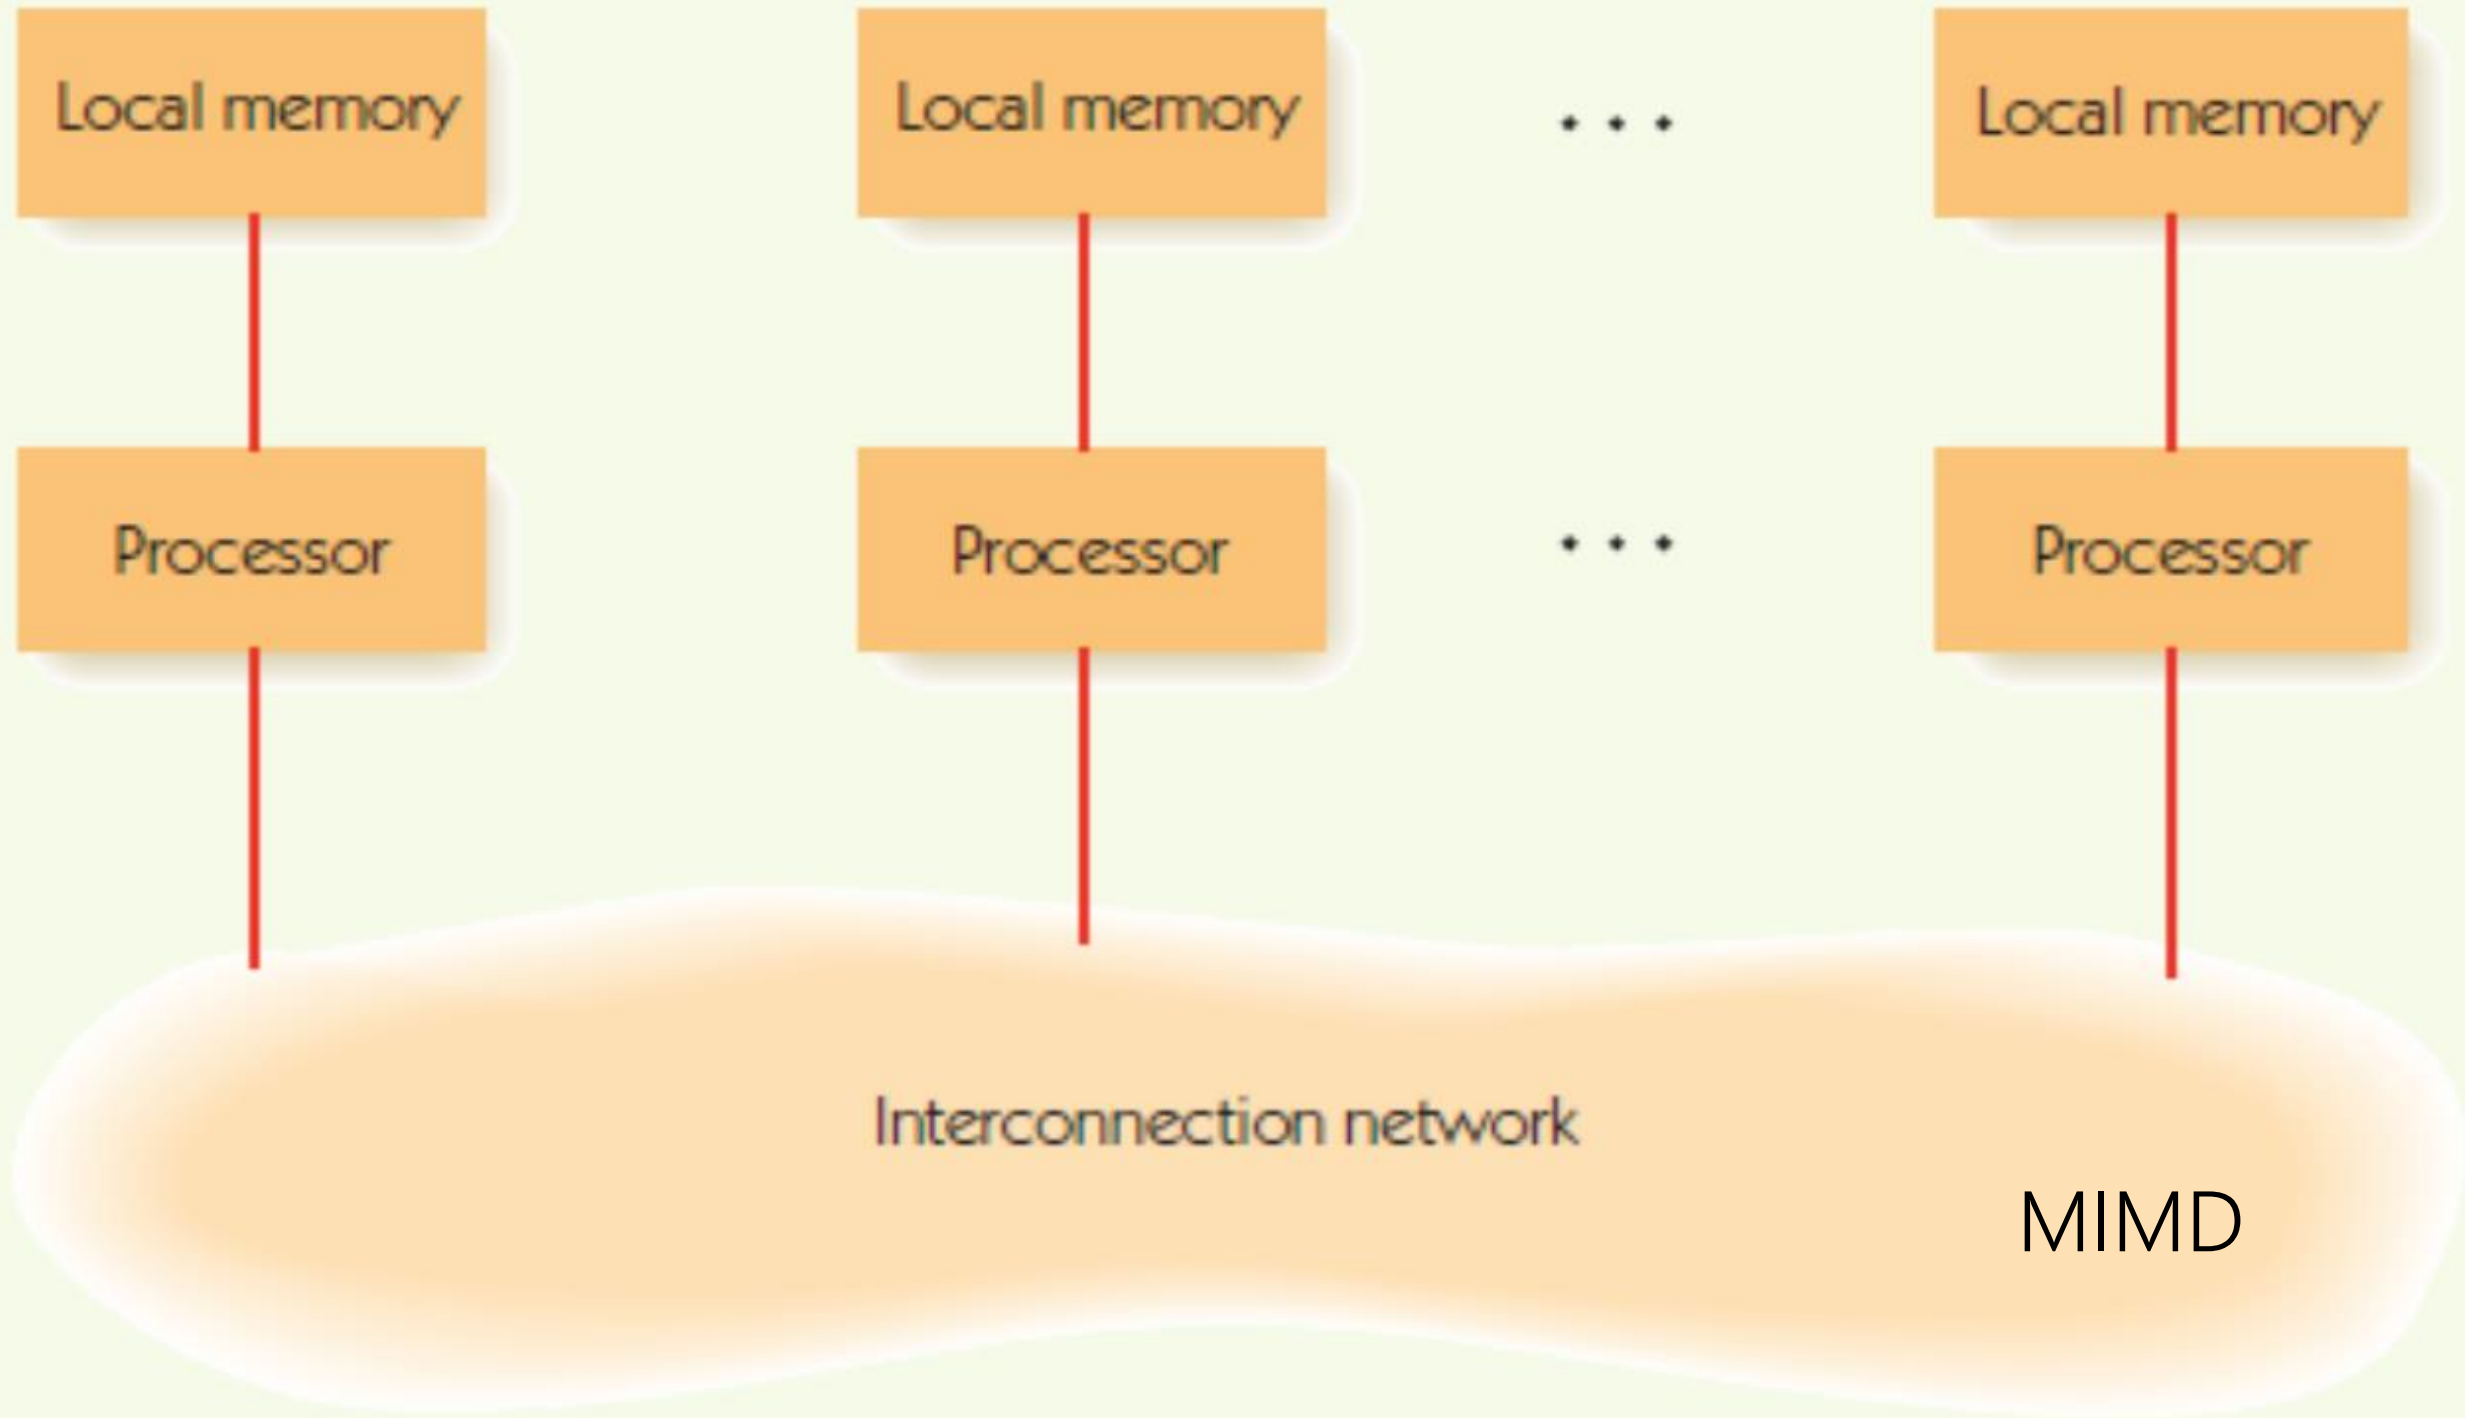 Local memory
Local memory
...
Local memory
Processor
Processor
...
Processor
Interconnection network
MIMD